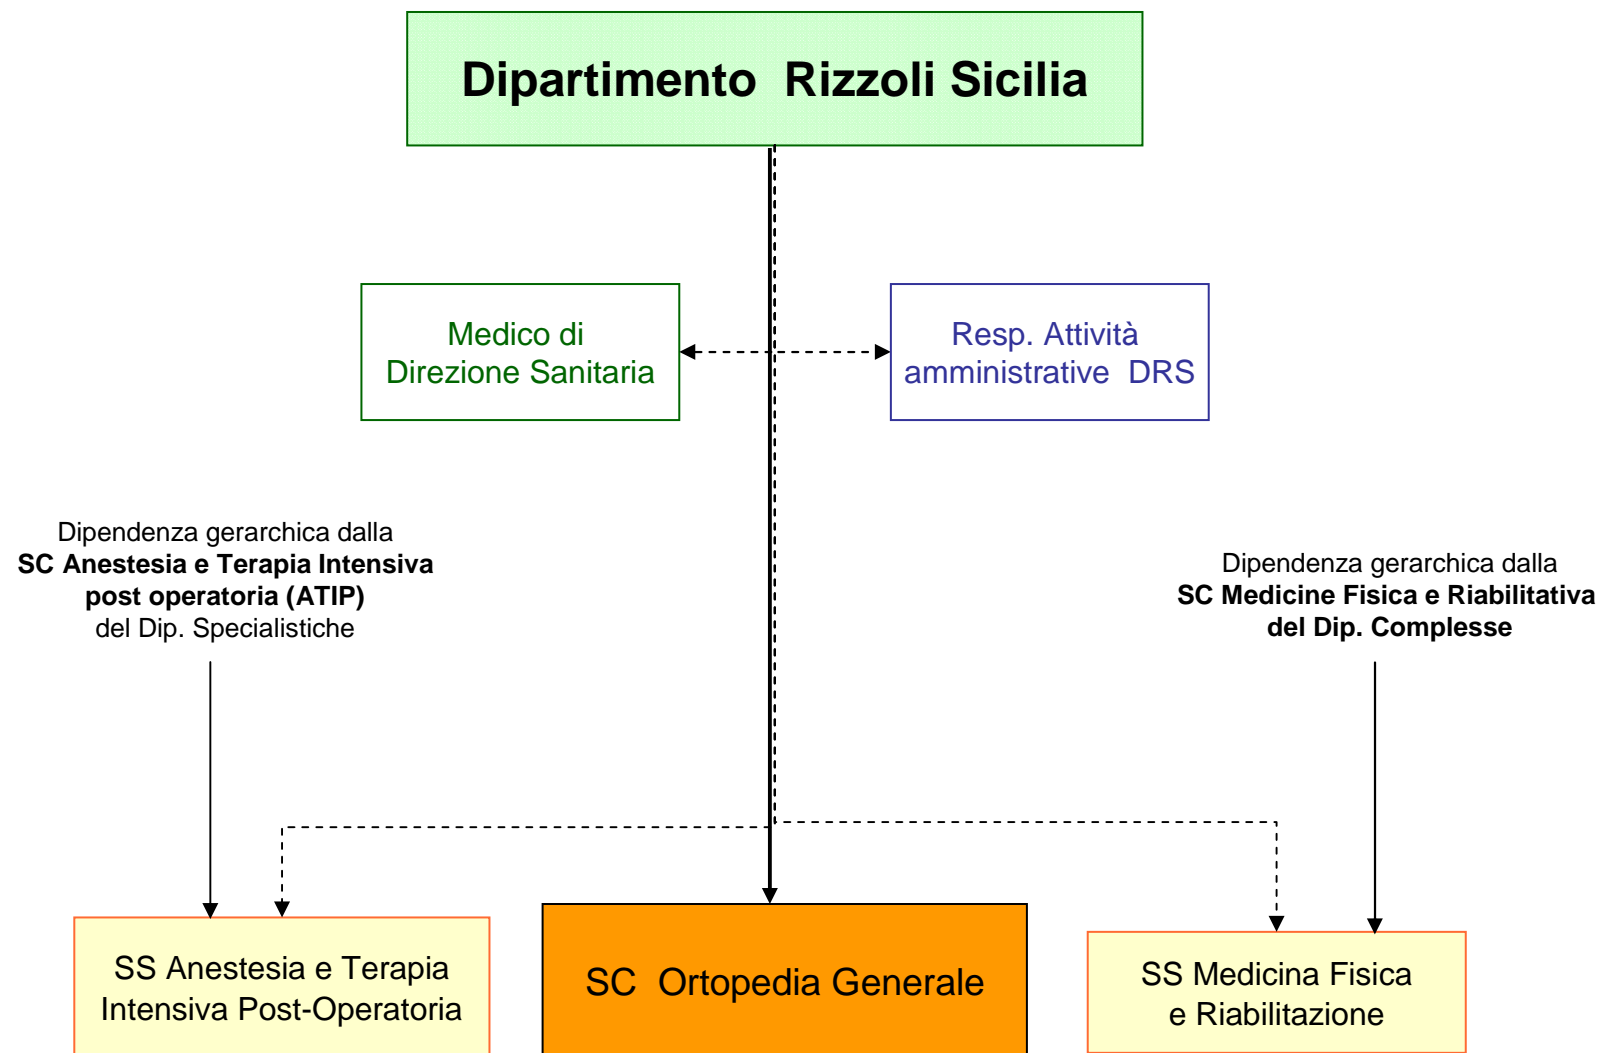 Dipartimento Rizzoli Sicilia
Medico di
Direzione Sanitaria
Resp. Attività
amministrative DRS
Dipendenza gerarchica dalla
SC Anestesia e Terapia Intensiva
post operatoria (ATIP)
del Dip. Specialistiche
Dipendenza gerarchica dalla
SC Medicine Fisica e Riabilitativa
del Dip. Complesse
SS Anestesia e Terapia
Intensiva Post-Operatoria
SC Ortopedia Generale
SS Medicina Fisica
e Riabilitazione